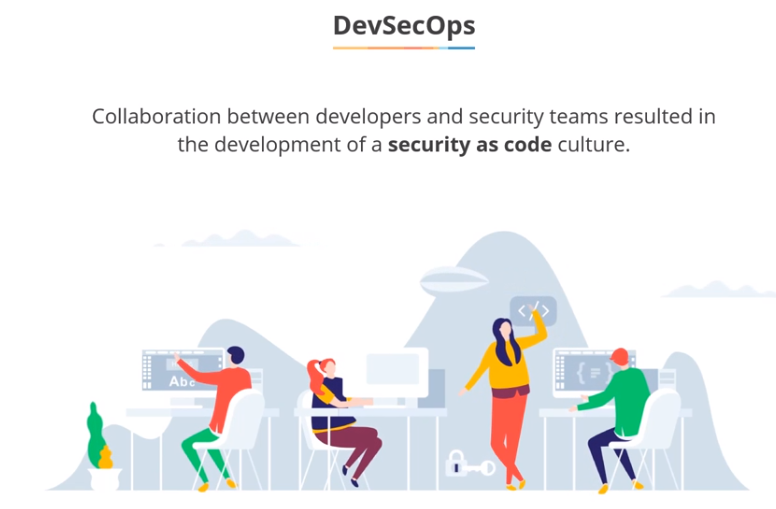 DevSecOps
Collaboration between developers and security teams resulted in
the development of a security as code culture.
</>
Abc
{=}